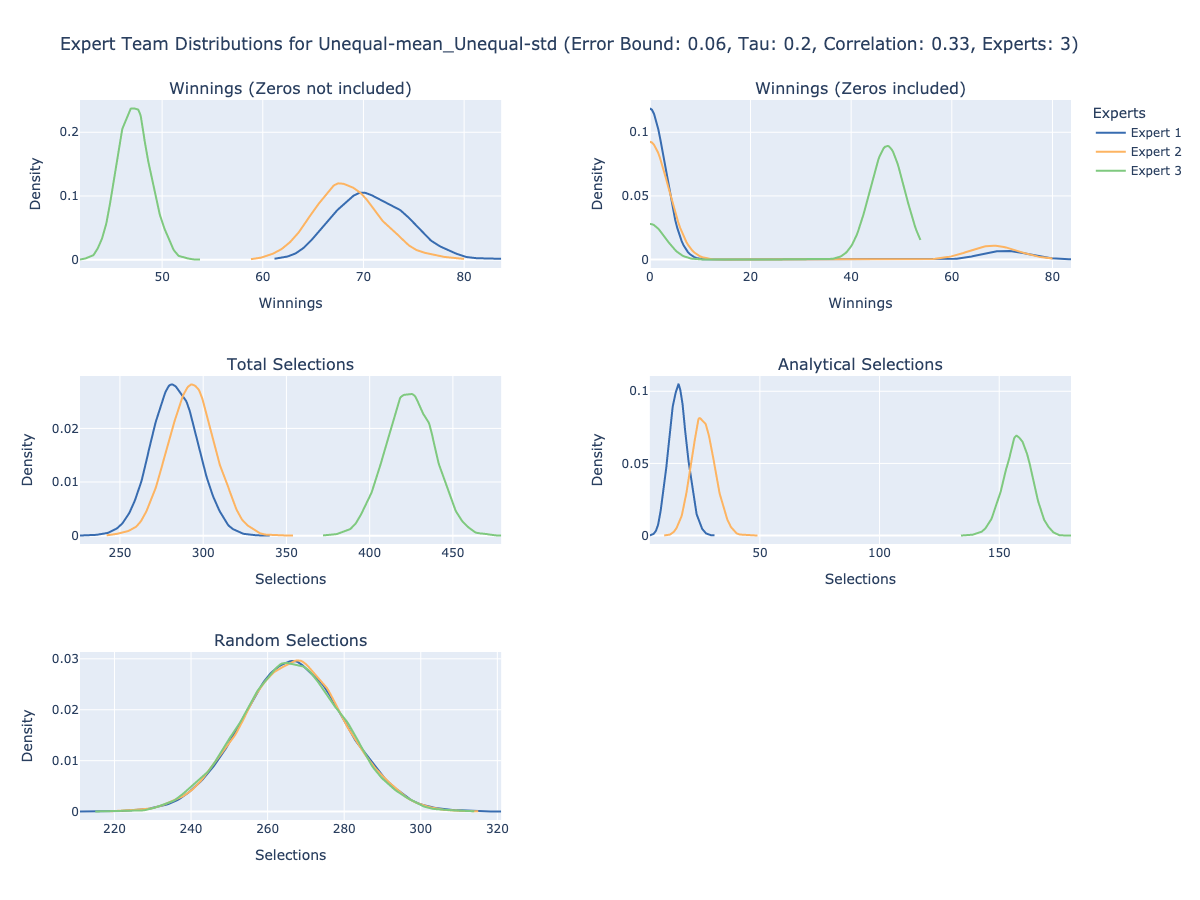 Expert Team Distributions for Unequal-mean_Unequal-std (Error Bound: 0.06, Tau: 0.2, Correlation: 0.33, Experts: 3)
Winnings (Zeros not included)
Density
0.2
0.1
0
50 60 70 80
Winnings
Winnings (Zeros included)
Density
0.1
0.05
0
0 20 40 60 80
Winnings
Experts
Expert 1
Expert 2
Expert 3
Total Selections
Density
0.02
0.01
0
250 300 350 400 450
Selections
Analytical Selections
Density
0.1
0.05
0
50 100 150
Selections
Random Selections
Density
0.03
0.02
0.01
0
220 240 260 280 300 320
Selections